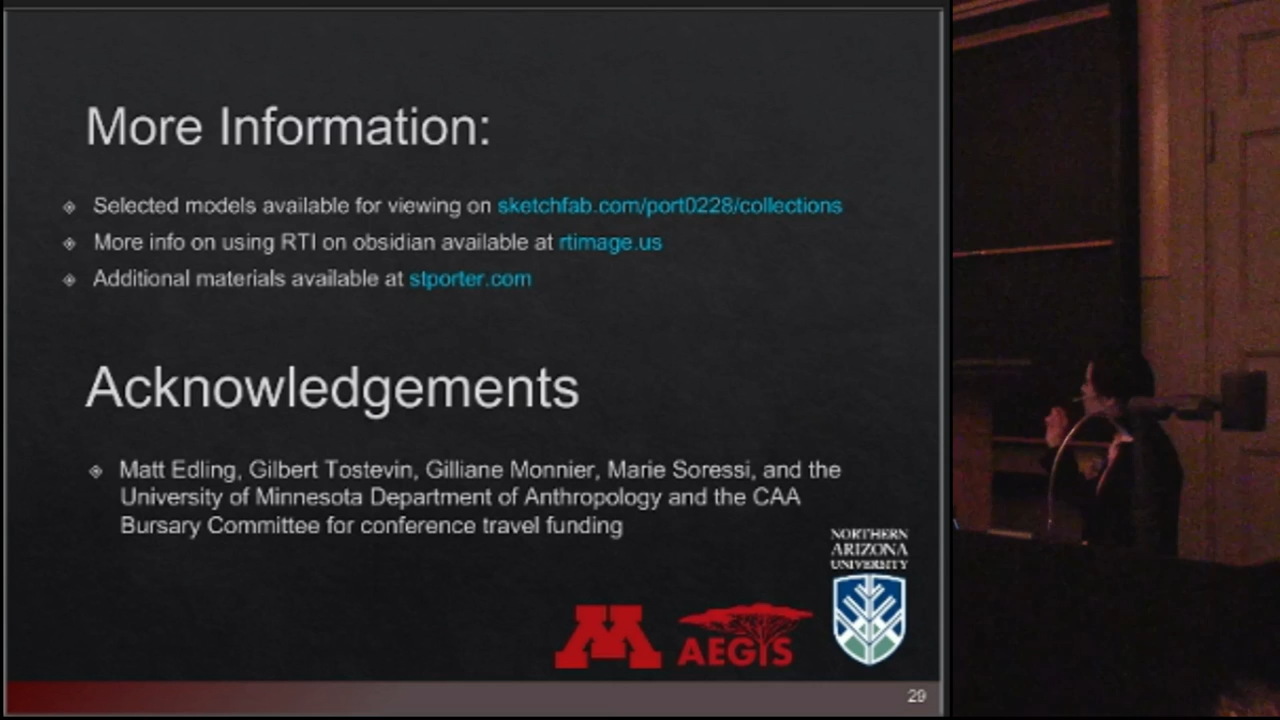 More Information:
Selected models available for viewing on sketchfab.com/port0228/collections
More info on using RTI on obsidian available at rtimage.us
Additional materials available at stporter.com
Acknowledgements
Matt Edling, Gilbert Tostevin, Gilliane Monnier, Marie Soressi, and the
University of Minnesota Department of Anthropology and the CAA
Bursary Committee for conference travel funding
NORTHERN
ARIZONA
UNIVERSITY
M
AEGIS
29